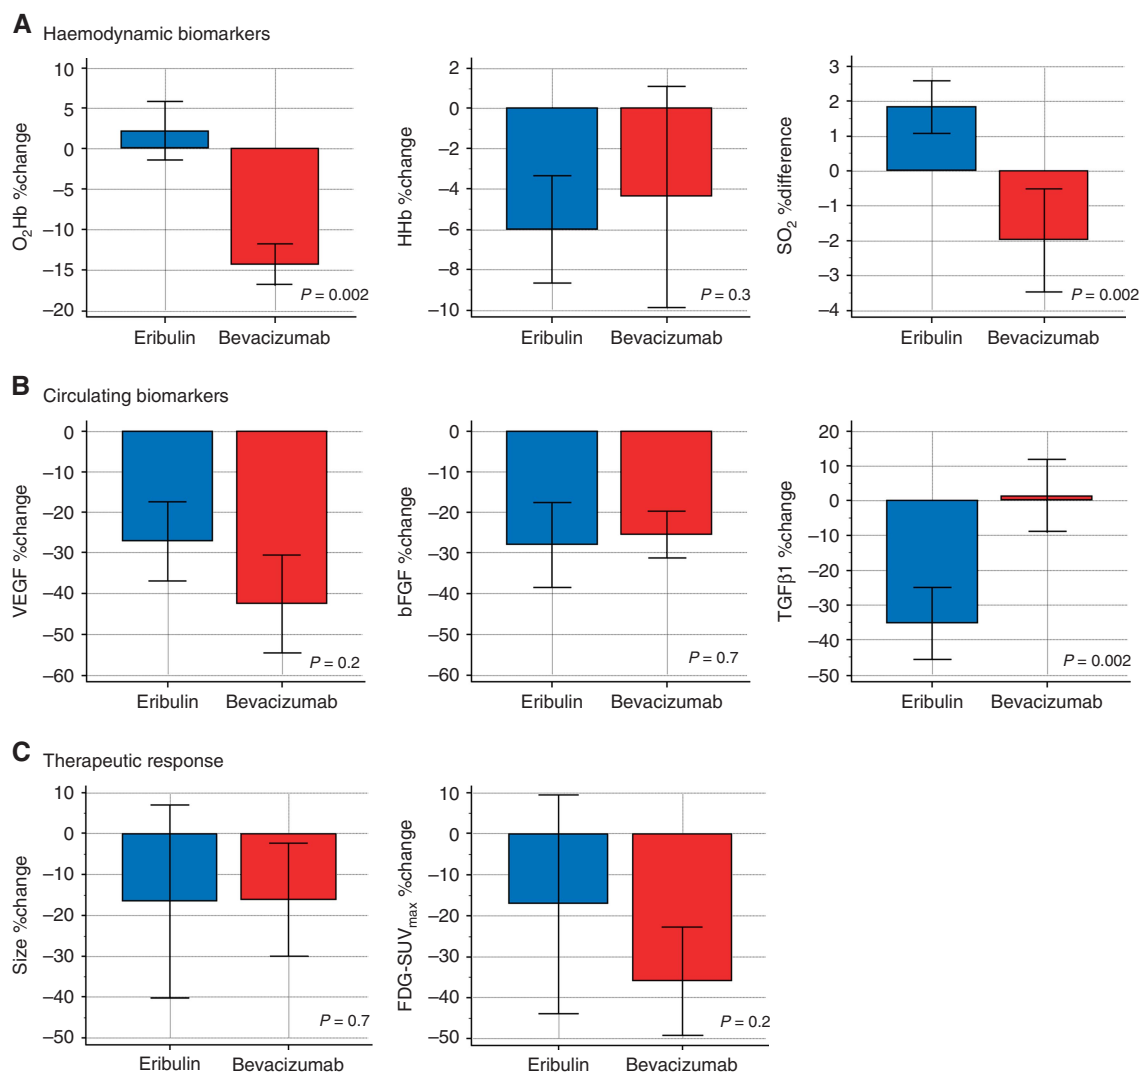 A Haemodynamic biomarkers
O₂Hb %change
10
5
0
–5
–10
–15
–20
P = 0.002
Eribulin Bevacizumab
HHb %change
2
0
–2
–4
–6
–8
–10
P = 0.3
Eribulin Bevacizumab
SO₂ %difference
3
2
1
0
–1
–2
–3
–4
P = 0.002
Eribulin Bevacizumab
B Circulating biomarkers
VEGF %change
0
–10
–20
–30
–40
–50
–60
P = 0.2
Eribulin Bevacizumab
bFGF %change
0
–10
–20
–30
–40
–50
–60
P = 0.7
Eribulin Bevacizumab
TGFβ1 %change
20
10
0
–10
–20
–30
–40
–50
P = 0.002
Eribulin Bevacizumab
C Therapeutic response
Size %change
10
0
–10
–20
–30
–40
–50
P = 0.7
Eribulin Bevacizumab
FDG-SUVmax %change
10
0
–10
–20
–30
–40
–50
P = 0.2
Eribulin Bevacizumab